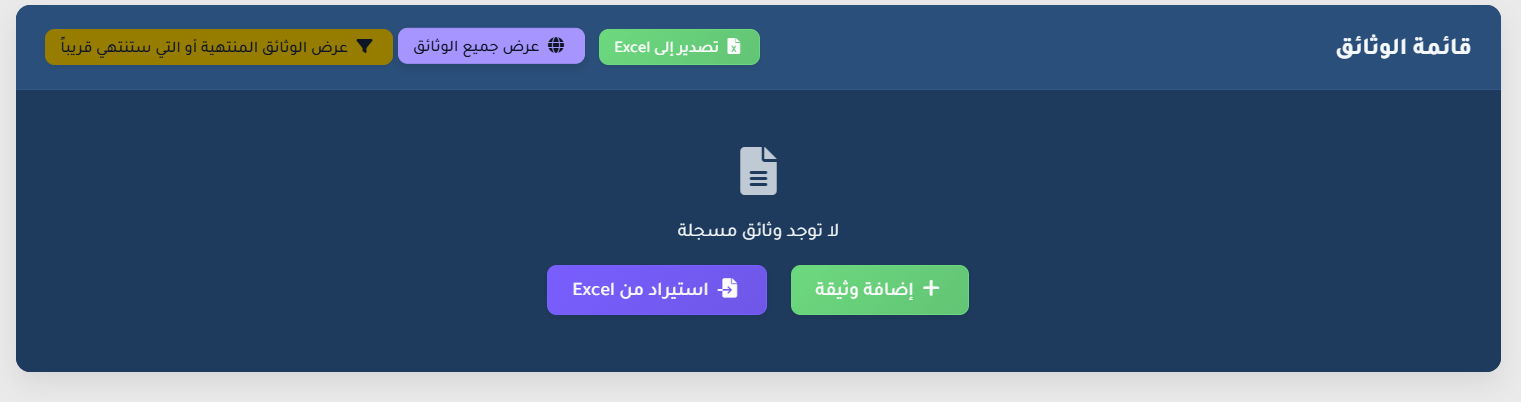 قائمة الوثائق
تصدير إلى Excel
عرض جميع الوثائق
عرض الوثائق المنتهية أو التي ستنتهي قريباً
لا توجد وثائق مسجلة
إضافة وثيقة
استيراد من Excel